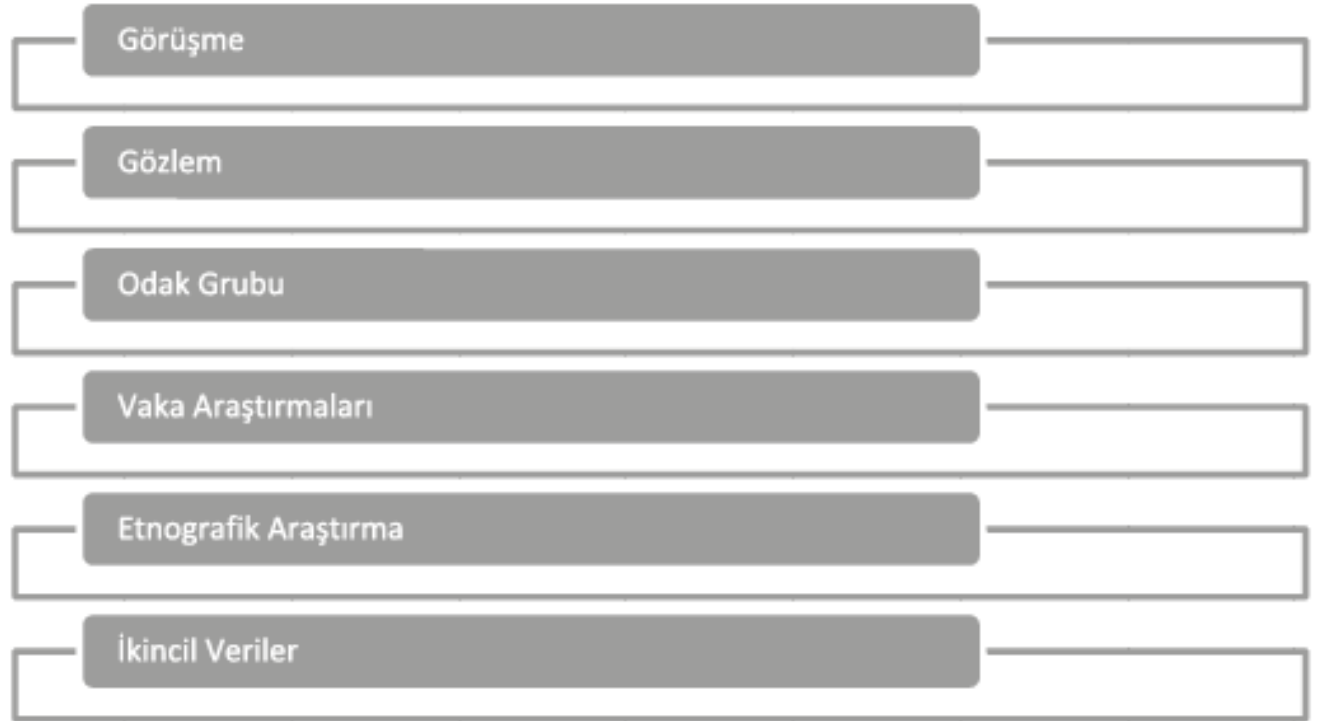 Görüşme
Gözlem
Odak Grubu
Vaka Araştırmaları
Etnografik Araştırma
İkincil Veriler